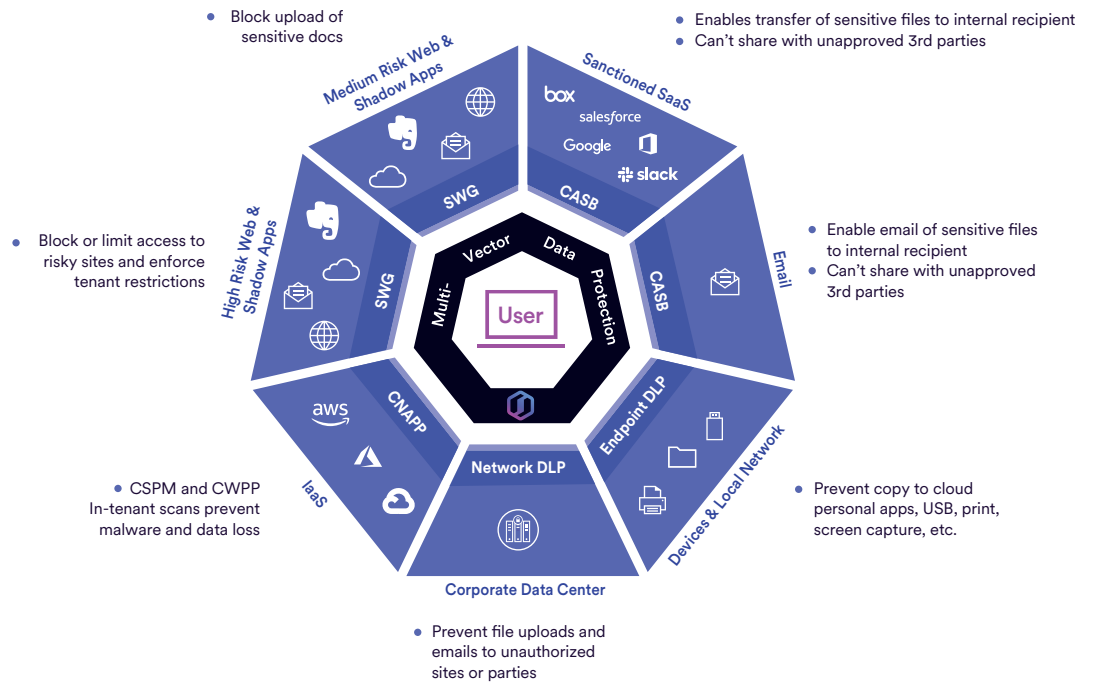 Block upload of
sensitive docs
Enables transfer of sensitive files to internal recipient
Can’t share with unapproved 3rd parties
Medium Risk Web &
Shadow Apps
Sanctioned SaaS
box
salesforce
Google
slack
SWG
CASB
High Risk Web &
Shadow Apps
Block or limit access to
risky sites and enforce
tenant restrictions
SWG
Multi-
Vector
Data
Protection
User
CASB
Email
Enable email of sensitive files
to internal recipient
Can’t share with unapproved
3rd parties
aws
CNAPP
IaaS
CSPM and CWPP
In-tenant scans prevent
malware and data loss
Network DLP
Endpoint DLP
Devices & Local Network
Prevent copy to cloud
personal apps, USB, print,
screen capture, etc.
Corporate Data Center
Prevent file uploads and
emails to unauthorized
sites or parties